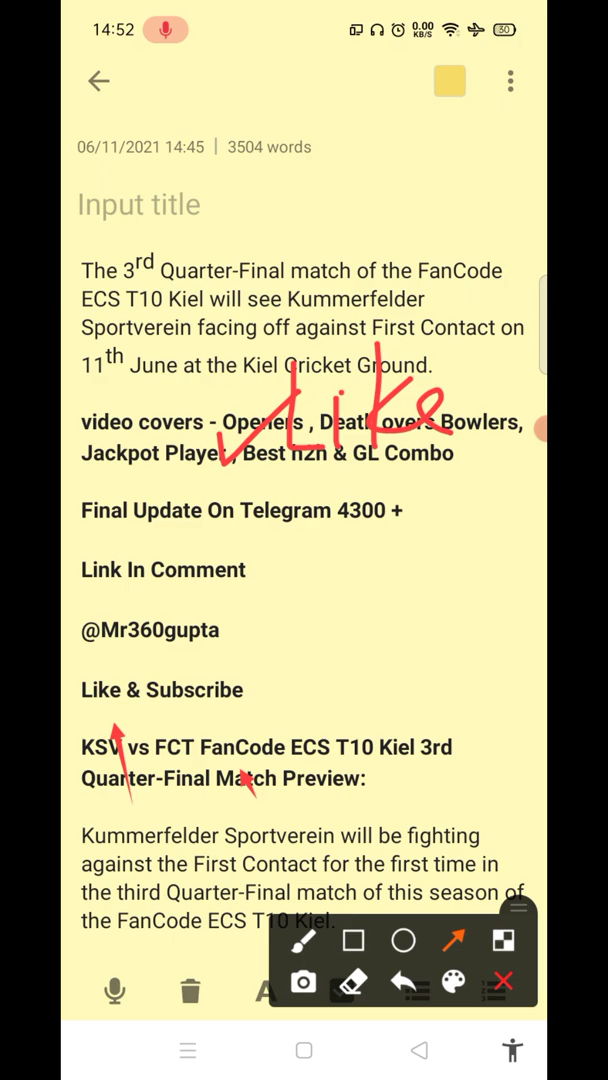 14:52
0.00
KB/S
30
06/11/2021 14:45 | 3504 words
Input title
The 3rd Quarter-Final match of the FanCode
ECS T10 Kiel will see Kummerfelder
Sportverein facing off against First Contact on
11th June at the Kiel Cricket Ground.
Like
video covers - Openers , Death overs Bowlers,
Jackpot Player , Best h2h & GL Combo
Final Update On Telegram 4300 +
Link In Comment
@Mr360gupta
Like & Subscribe
KSV vs FCT FanCode ECS T10 Kiel 3rd
Quarter-Final Match Preview:
Kummerfelder Sportverein will be fighting
against the First Contact for the first time in
the third Quarter-Final match of this season of
the FanCode ECS T10 Kiel.
A